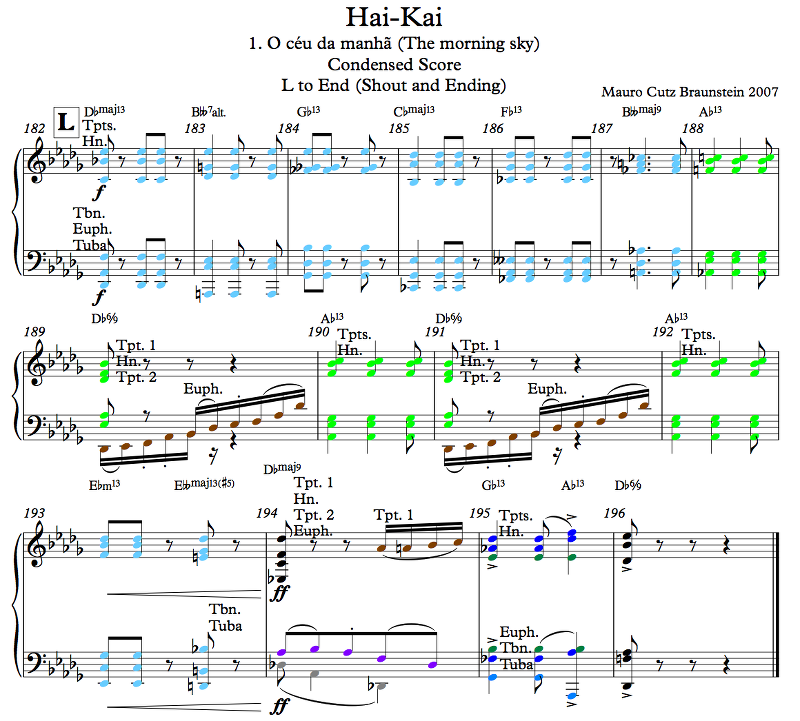 Hai-Kai
1. O céu da manhã (The morning sky)
Condensed Score
L to End (Shout and Ending)
Mauro Cutz Braunstein 2007
182 L D♭maj13 183 B𝄫7alt. 184 G♭13 185 C♭maj13 186 F♭13 187 B𝄫maj9 A♭13 188
Tpts.
Hn.
f
Tbn.
Euph.
Tuba
f
189 D♭6/9 190 A♭13 191 D♭6/9 192 A♭13
Tpt. 1 Tpts. Tpt. 1 Tpts.
Hn. Hn. Hn. Hn.
Tpt. 2 Tpt. 2
Euph. Euph.
193 E♭m13 E𝄫maj13(♯5) 194 D♭maj9 195 G♭13 A♭13 196 D♭6/9
Tpt. 1
Hn.
Tpt. 2 Tpt. 1 Tpts.
Euph. Hn.
ff
Tbn.
Tuba
Euph.
Tbn.
Tuba
ff